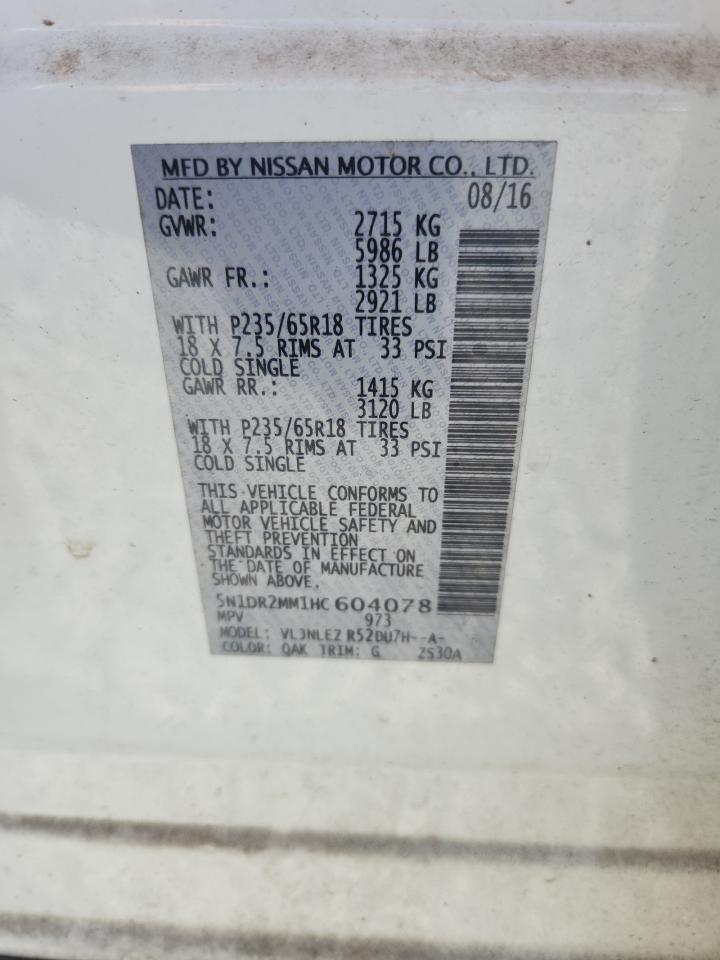 MFD BY NISSAN MOTOR CO., LTD.
DATE: 08/16
GVWR: 2715 KG
5986 LB
GAWR FR.: 1325 KG
2921 LB
WITH P235/65R18 TIRES
18 X 7.5 RIMS AT 33 PSI
COLD SINGLE
GAWR RR.: 1415 KG
3120 LB
WITH P235/65R18 TIRES
18 X 7.5 RIMS AT 33 PSI
COLD SINGLE
THIS VEHICLE CONFORMS TO
ALL APPLICABLE FEDERAL
MOTOR VEHICLE SAFETY AND
THEFT PREVENTION
STANDARDS IN EFFECT ON
THE DATE OF MANUFACTURE
SHOWN ABOVE.
5N1DR2MM1HC604078
MPV 973
MODEL: VLJNLEZ R52DU7H--A-
COLOR: QAK TRIM: G ZS30A